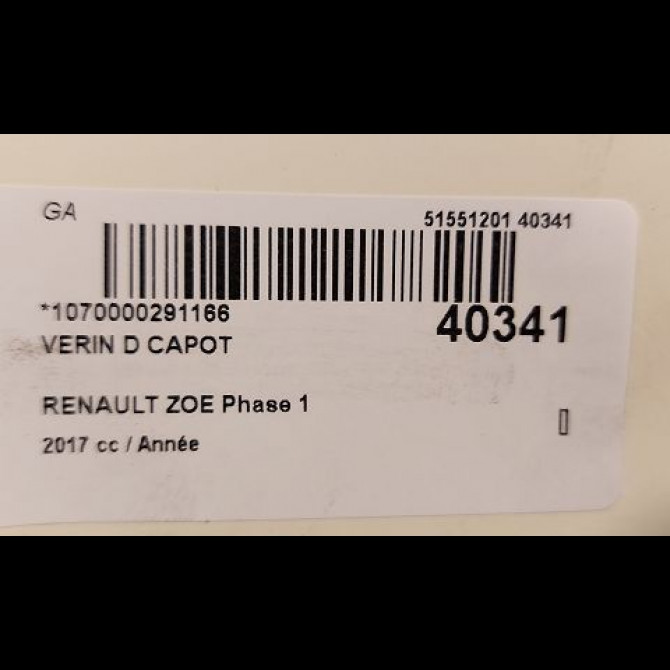 GA
51551201 40341
*1070000291166
40341
VERIN D CAPOT
RENAULT ZOE Phase 1
2017 cc / Année